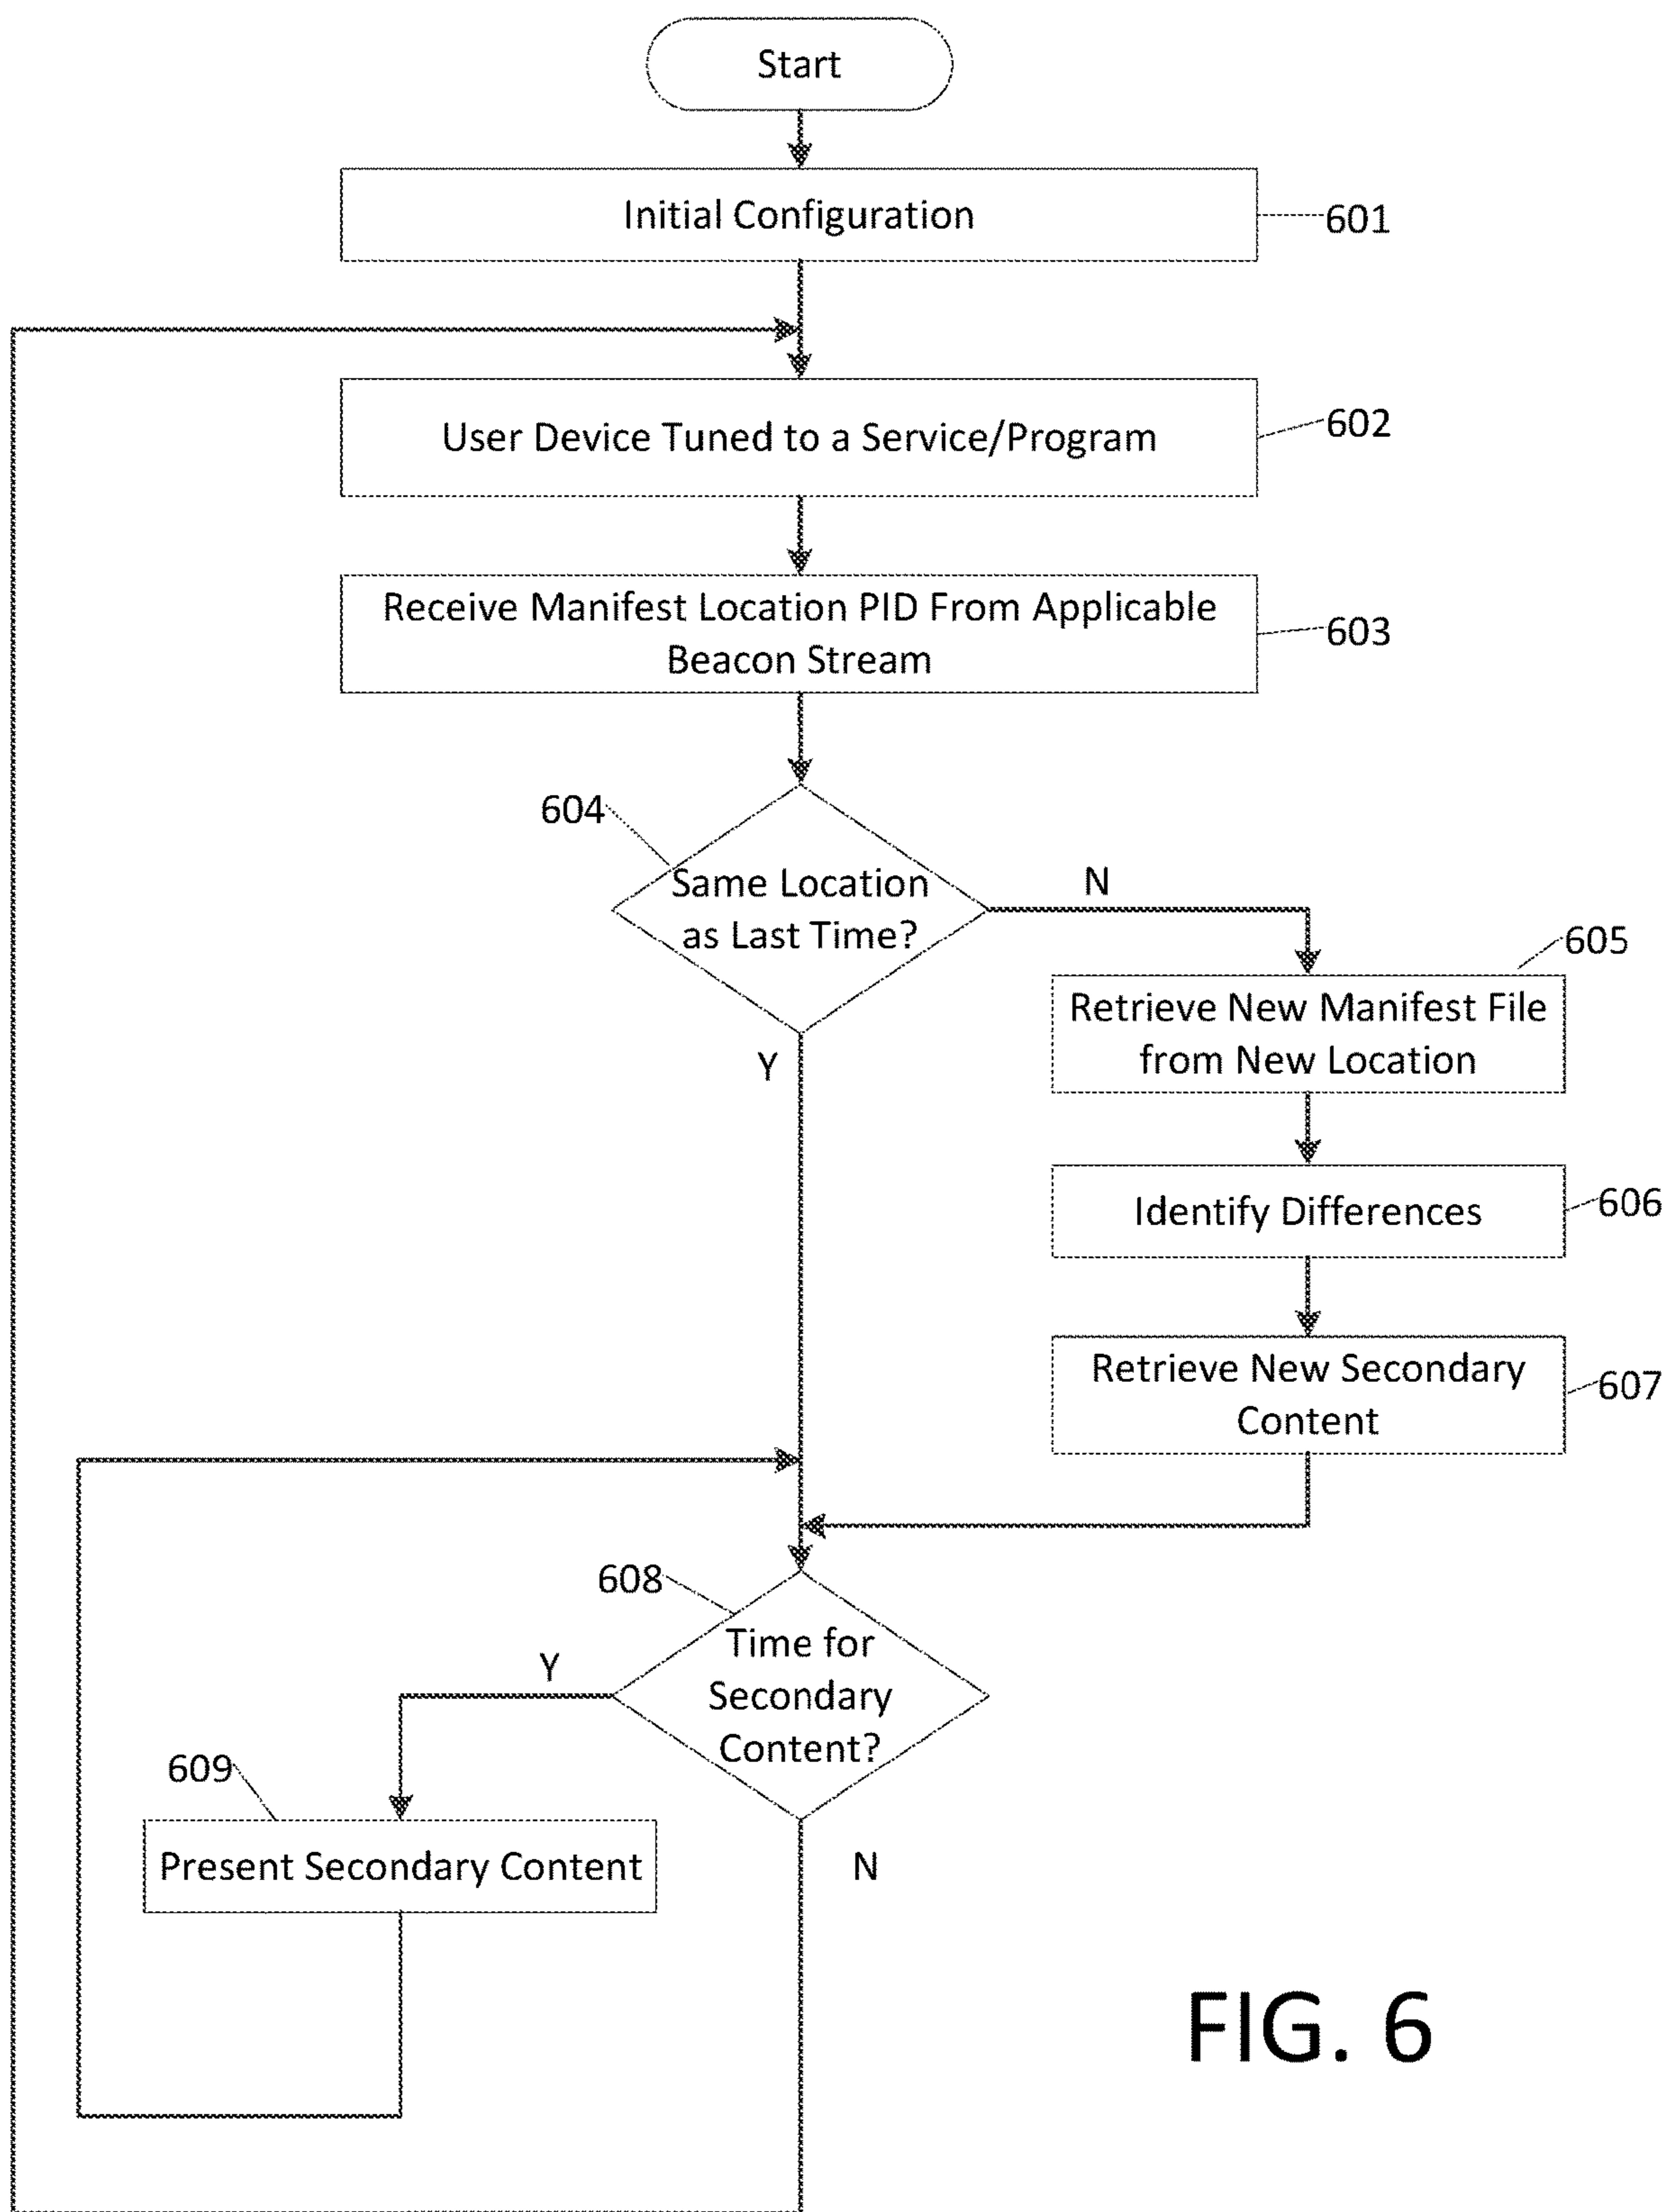 Start
Initial Configuration
601
User Device Tuned to a Service/Program
602
Receive Manifest Location PID From Applicable
Beacon Stream
603
604
Same Location
as Last Time?
N
Y
605
Retrieve New Manifest File
from New Location
Identify Differences
606
Retrieve New Secondary
Content
607
608
Time for
Secondary
Content?
Y
N
609
Present Secondary Content
FIG. 6